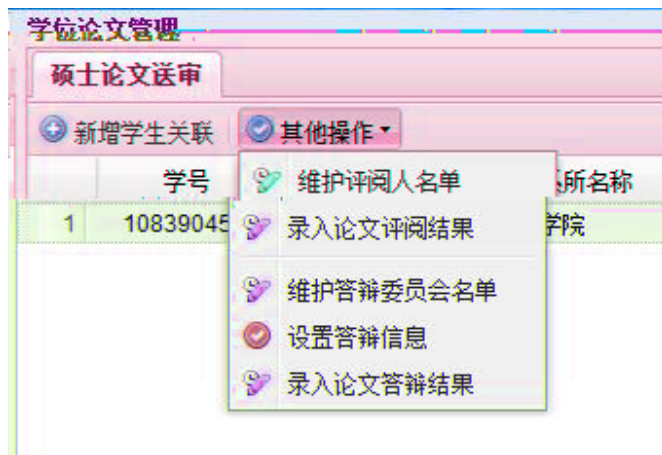 学位论文管理
硕士论文送审
新增学生关联 其他操作
学号 所名称
1 10839045 学院
维护评阅人名单
录入论文评阅结果
维护答辩委员会名单
设置答辩信息
录入论文答辩结果